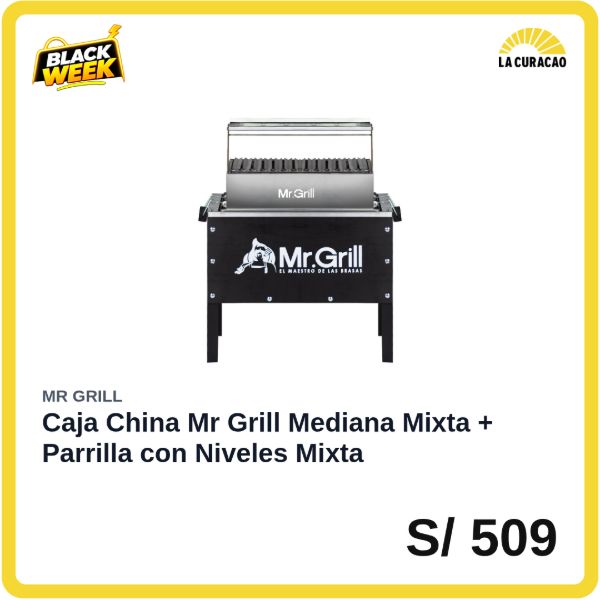 BLACK
WEEK
LA CURACAO
Mr.Grill
Mr.Grill
EL MAESTRO DE LAS BRASAS
MR GRILL
Caja China Mr Grill Mediana Mixta +
Parrilla con Niveles Mixta
S/ 509